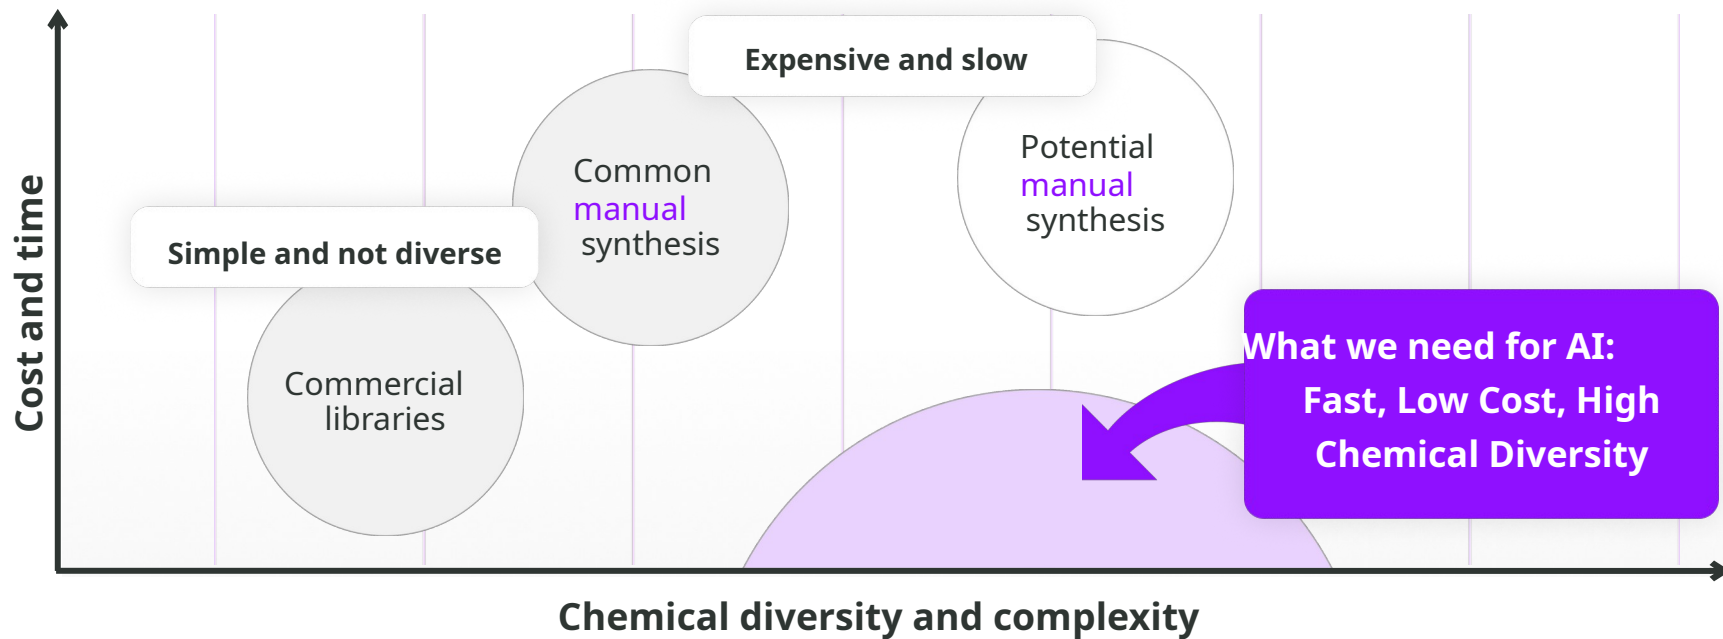 Expensive and slow
Potential
manual
synthesis
Common
manual
synthesis
Simple and not diverse
Cost and time
What we need for AI:
Fast, Low Cost, High
Chemical Diversity
Commercial
libraries
Chemical diversity and complexity